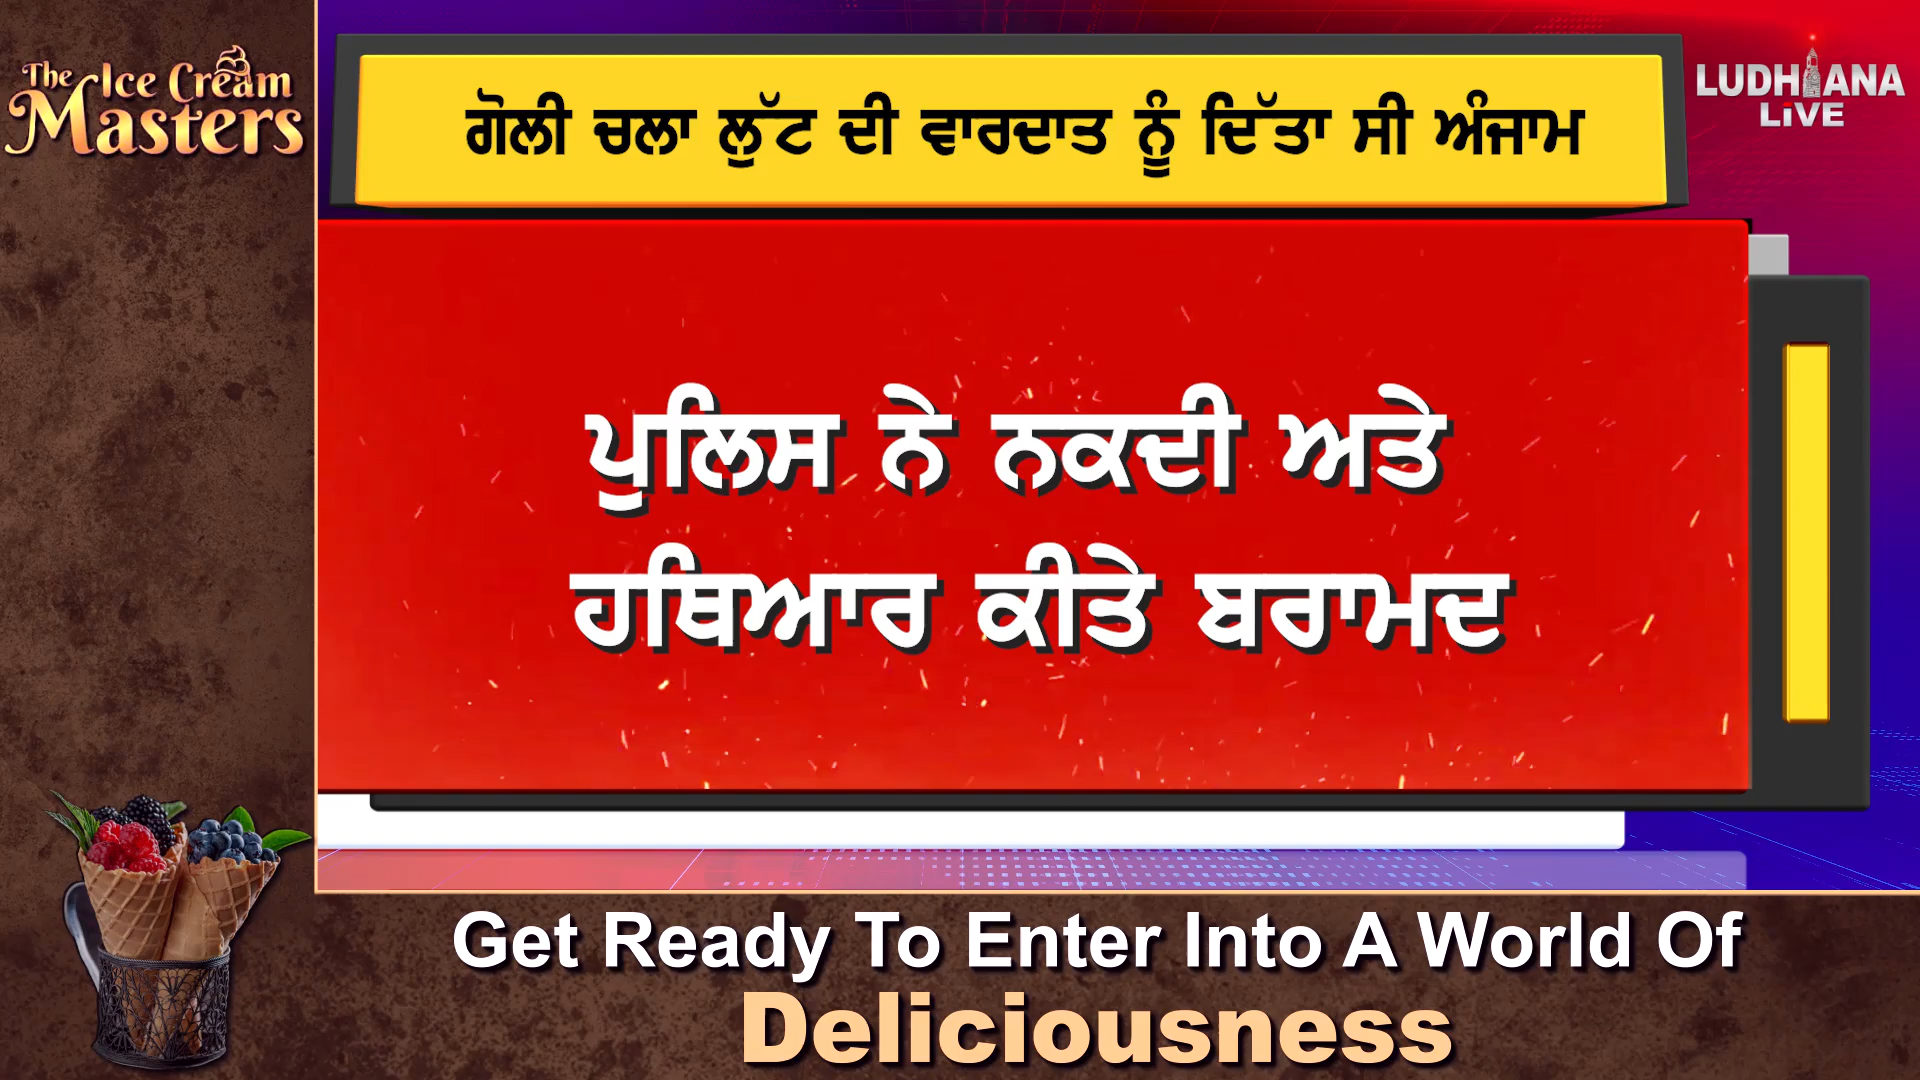 The Ice Cream
Masters
LUDHIANA
LiVE
ਗੋਲੀ ਚਲਾ ਲੁੱਟ ਦੀ ਵਾਰਦਾਤ ਨੂੰ ਦਿੱਤਾ ਸੀ ਅੰਜਾਮ
ਪੁਲਿਸ ਨੇ ਨਕਦੀ ਅਤੇ
ਹਥਿਆਰ ਕੀਤੇ ਬਰਾਮਦ
Get Ready To Enter Into A World Of
Deliciousness